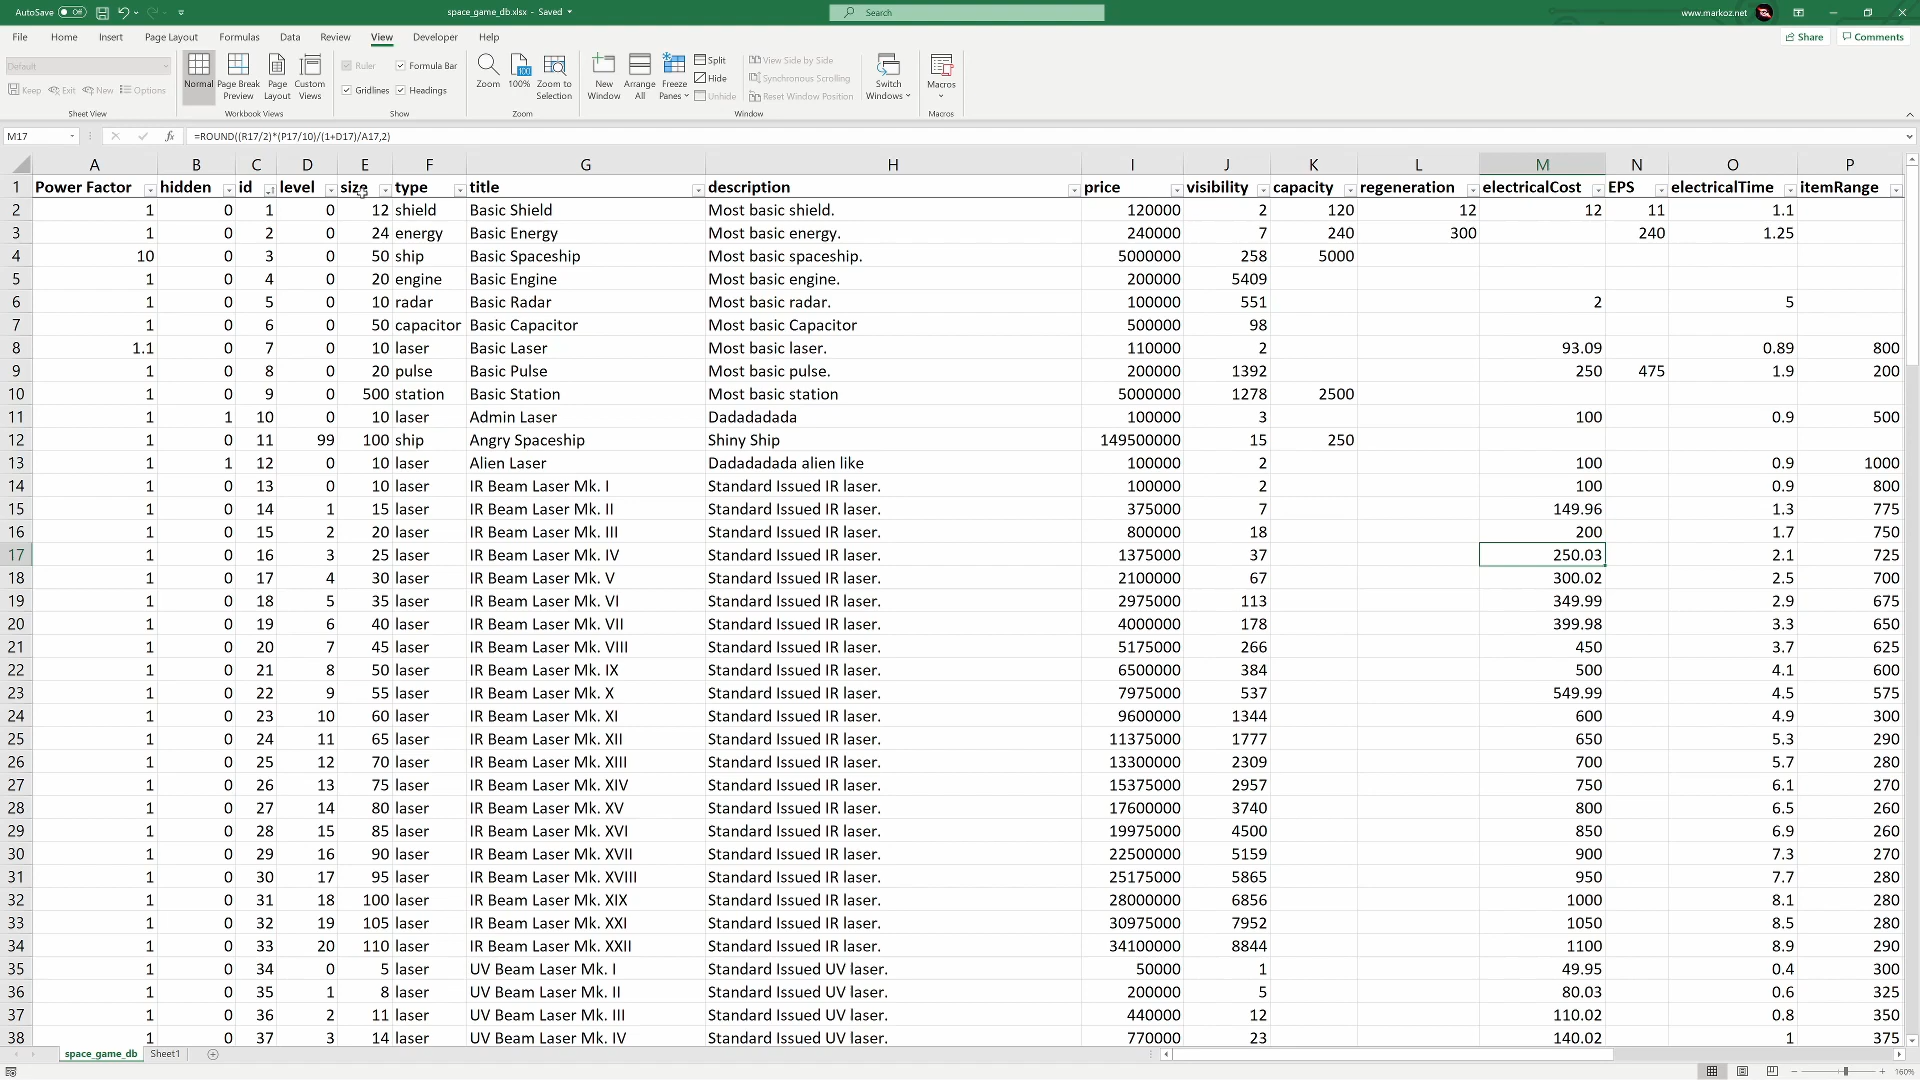 AutoSave Off space_game_db.xlsx - Saved Search www.markoz.net
File Home Insert Page Layout Formulas Data Review View Developer Help Share Comments
Default
Keep Exit New Options
Sheet View
Normal Page Break Preview Page Layout Custom Views
Workbook Views
Ruler Formula Bar
Gridlines Headings
Show
Zoom 100% Zoom to Selection
Zoom
New Window Arrange All Freeze Panes Split Hide Unhide View Side by Side Synchronous Scrolling Reset Window Position Switch Windows
Window
Macros
Macros
M17 fx =ROUND((R17/2)*(P17/10)/(1+D17)/A17,2)
A B C D E F G H I J K L M N O P
1 Power Factor hidden id level size type title description price visibility capacity regeneration electricalCost EPS electricalTime itemRange
2 1 0 1 0 12 shield Basic Shield Most basic shield. 120000 2 120 12 12 11 1.1
3 1 0 2 0 24 energy Basic Energy Most basic energy. 240000 7 240 300 240 1.25
4 10 0 3 0 50 ship Basic Spaceship Most basic spaceship. 5000000 258 5000
5 1 0 4 0 20 engine Basic Engine Most basic engine. 200000 5409
6 1 0 5 0 10 radar Basic Radar Most basic radar. 100000 551 2 5
7 1 0 6 0 50 capacitor Basic Capacitor Most basic Capacitor 500000 98
8 1.1 0 7 0 10 laser Basic Laser Most basic laser. 110000 2 93.09 0.89 800
9 1 0 8 0 20 pulse Basic Pulse Most basic pulse. 200000 1392 250 475 1.9 200
10 1 0 9 0 500 station Basic Station Most basic station 5000000 1278 2500
11 1 1 10 0 10 laser Admin Laser Dadadadada 100000 3 100 0.9 500
12 1 0 11 99 100 ship Angry Spaceship Shiny Ship 149500000 15 250
13 1 1 12 0 10 laser Alien Laser Dadadadada alien like 100000 2 100 0.9 1000
14 1 0 13 0 10 laser IR Beam Laser Mk. I Standard Issued IR laser. 100000 2 100 0.9 800
15 1 0 14 1 15 laser IR Beam Laser Mk. II Standard Issued IR laser. 375000 7 149.96 1.3 775
16 1 0 15 2 20 laser IR Beam Laser Mk. III Standard Issued IR laser. 800000 18 200 1.7 750
17 1 0 16 3 25 laser IR Beam Laser Mk. IV Standard Issued IR laser. 1375000 37 250.03 2.1 725
18 1 0 17 4 30 laser IR Beam Laser Mk. V Standard Issued IR laser. 2100000 67 300.02 2.5 700
19 1 0 18 5 35 laser IR Beam Laser Mk. VI Standard Issued IR laser. 2975000 113 349.99 2.9 675
20 1 0 19 6 40 laser IR Beam Laser Mk. VII Standard Issued IR laser. 4000000 178 399.98 3.3 650
21 1 0 20 7 45 laser IR Beam Laser Mk. VIII Standard Issued IR laser. 5175000 266 450 3.7 625
22 1 0 21 8 50 laser IR Beam Laser Mk. IX Standard Issued IR laser. 6500000 384 500 4.1 600
23 1 0 22 9 55 laser IR Beam Laser Mk. X Standard Issued IR laser. 7975000 537 549.99 4.5 575
24 1 0 23 10 60 laser IR Beam Laser Mk. XI Standard Issued IR laser. 9600000 1344 600 4.9 300
25 1 0 24 11 65 laser IR Beam Laser Mk. XII Standard Issued IR laser. 11375000 1777 650 5.3 290
26 1 0 25 12 70 laser IR Beam Laser Mk. XIII Standard Issued IR laser. 13300000 2309 700 5.7 280
27 1 0 26 13 75 laser IR Beam Laser Mk. XIV Standard Issued IR laser. 15375000 2957 750 6.1 270
28 1 0 27 14 80 laser IR Beam Laser Mk. XV Standard Issued IR laser. 17600000 3740 800 6.5 260
29 1 0 28 15 85 laser IR Beam Laser Mk. XVI Standard Issued IR laser. 19975000 4500 850 6.9 260
30 1 0 29 16 90 laser IR Beam Laser Mk. XVII Standard Issued IR laser. 22500000 5159 900 7.3 270
31 1 0 30 17 95 laser IR Beam Laser Mk. XVIII Standard Issued IR laser. 25175000 5865 950 7.7 280
32 1 0 31 18 100 laser IR Beam Laser Mk. XIX Standard Issued IR laser. 28000000 6856 1000 8.1 280
33 1 0 32 19 105 laser IR Beam Laser Mk. XXI Standard Issued IR laser. 30975000 7952 1050 8.5 280
34 1 0 33 20 110 laser IR Beam Laser Mk. XXII Standard Issued IR laser. 34100000 8844 1100 8.9 290
35 1 0 34 0 5 laser UV Beam Laser Mk. I Standard Issued UV laser. 50000 1 49.95 0.4 300
36 1 0 35 1 8 laser UV Beam Laser Mk. II Standard Issued UV laser. 200000 5 80.03 0.6 325
37 1 0 36 2 11 laser UV Beam Laser Mk. III Standard Issued UV laser. 440000 12 110.02 0.8 350
38 1 0 37 3 14 laser UV Beam Laser Mk. IV Standard Issued UV laser. 770000 23 140.02 1 375
space_game_db Sheet1
160%